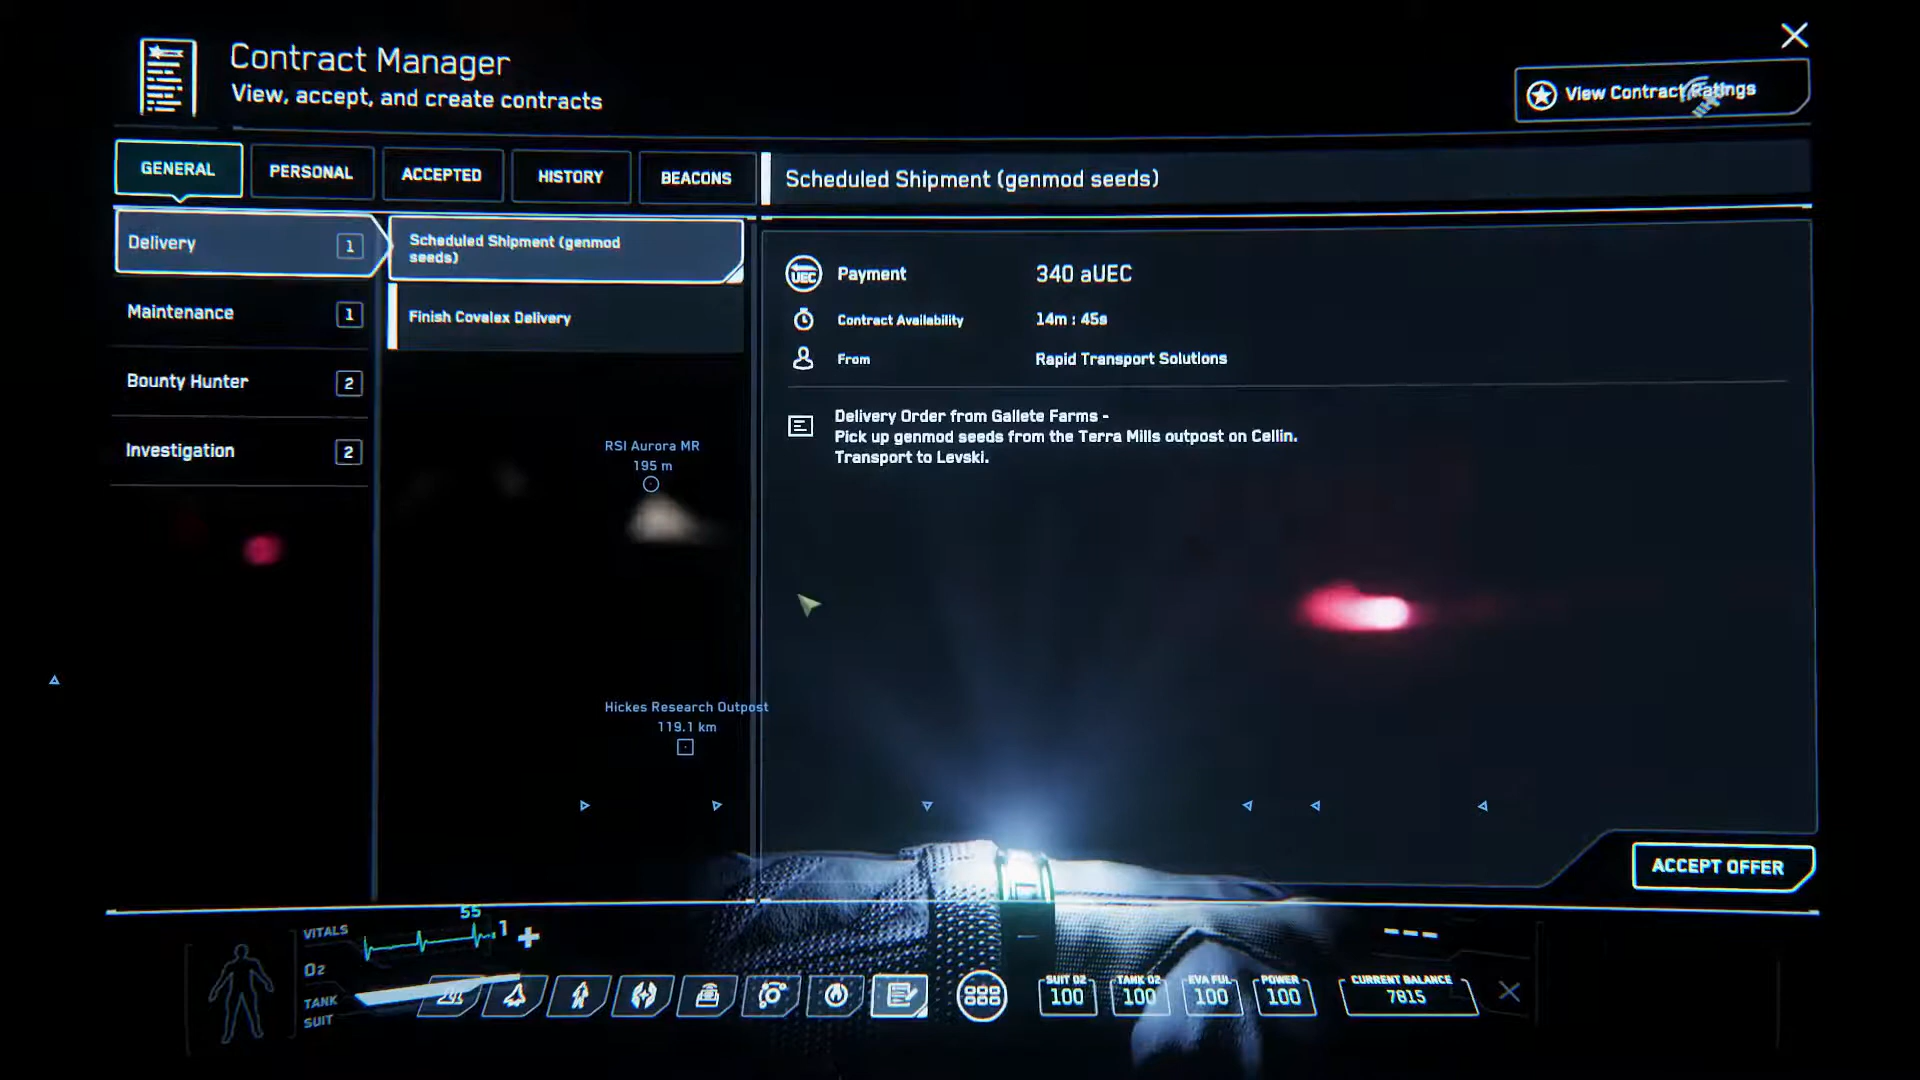 Contract Manager
View, accept, and create contracts
View Contract Ratings
GENERAL
PERSONAL
ACCEPTED
HISTORY
BEACONS
Scheduled Shipment (genmod seeds)
Delivery 1
Maintenance 1
Bounty Hunter 2
Investigation 2
Scheduled Shipment (genmod
seeds)
Finish Covalex Delivery
UEC Payment 340 aUEC
Contract Availability 14m : 45s
From Rapid Transport Solutions
Delivery Order from Gallete Farms -
Pick up genmod seeds from the Terra Mills outpost on Cellin.
Transport to Levski.
RSI Aurora MR
195 m
Hickes Research Outpost
119.1 km
ACCEPT OFFER
VITALS
55
1
O2
TANK
SUIT
SUIT O2
100
TANK O2
100
EVA FUL
100
POWER
100
CURRENT BALANCE
7815